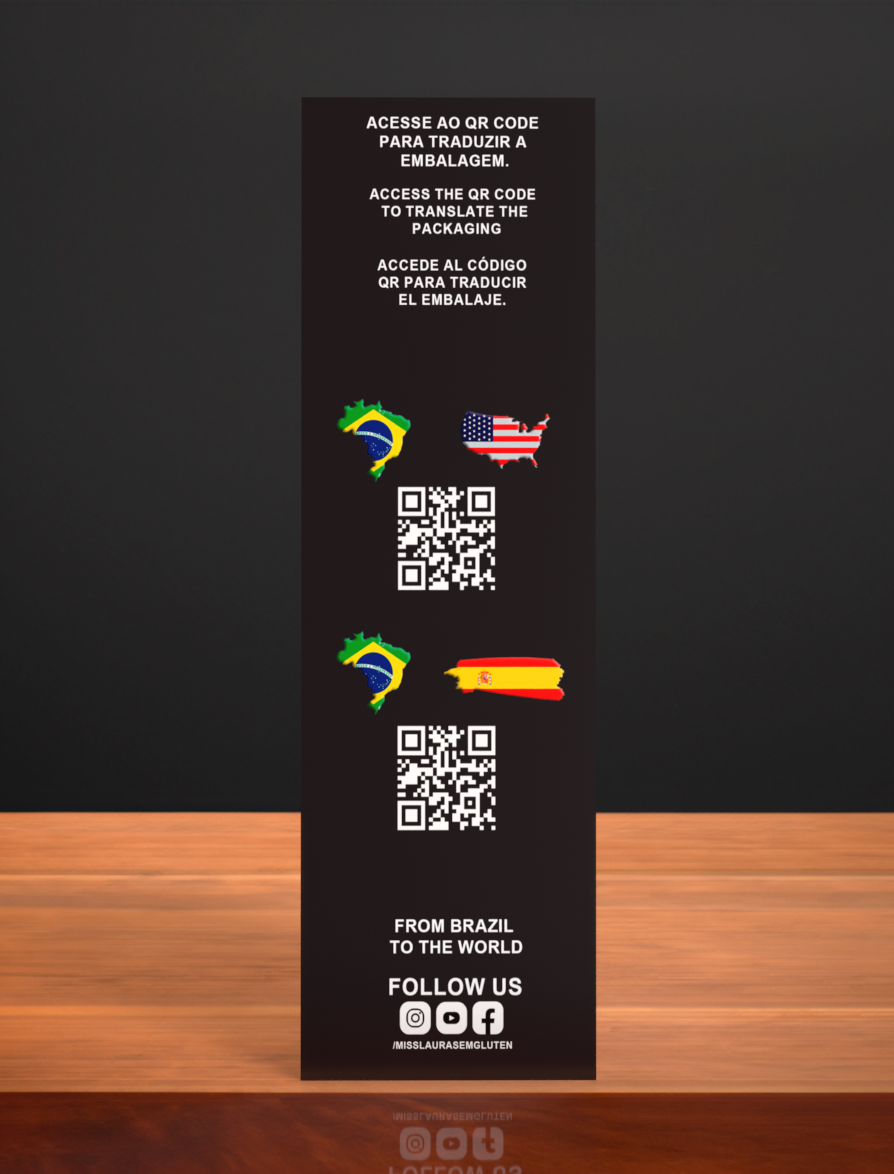 ACESSE AO QR CODE
PARA TRADUZIR A
EMBALAGEM.
ACCESS THE QR CODE
TO TRANSLATE THE
PACKAGING
ACCEDE AL CÓDIGO
QR PARA TRADUCIR
EL EMBALAJE.
FROM BRAZIL
TO THE WORLD
FOLLOW US
/MISSLAURASEMGLUTEN